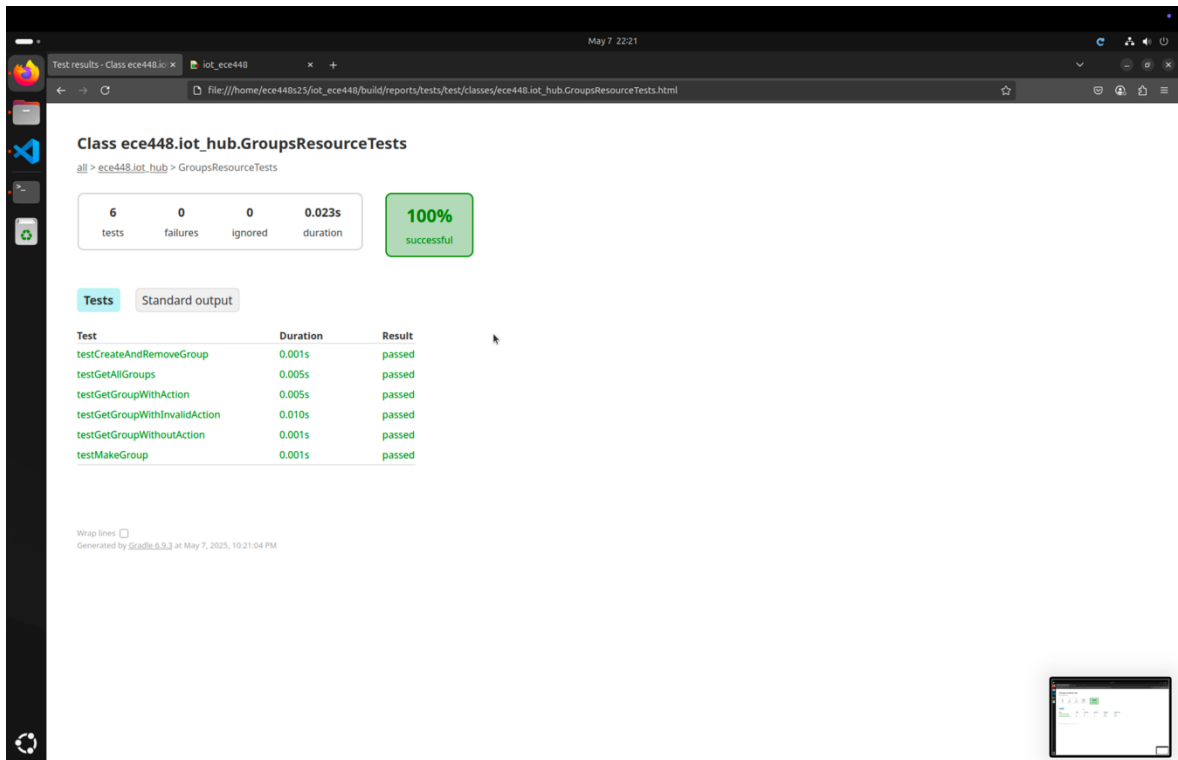 May 7 22:21
Test results - Class ece448.io
iot_ece448
file:///home/ece448s25/iot_ece448/build/reports/tests/test/classes/ece448.iot_hub.GroupsResourceTests.html
Class ece448.iot_hub.GroupsResourceTests
all > ece448.iot_hub > GroupsResourceTests
6 0 0 0.023s
tests failures ignored duration
100%
successful
Tests Standard output
Test Duration Result
testCreateAndRemoveGroup 0.001s passed
testGetAllGroups 0.005s passed
testGetGroupWithAction 0.005s passed
testGetGroupWithInvalidAction 0.010s passed
testGetGroupWithoutAction 0.001s passed
testMakeGroup 0.001s passed
Wrap lines
Generated by Gradle 6.9.3 at May 7, 2025, 10:21:04 PM